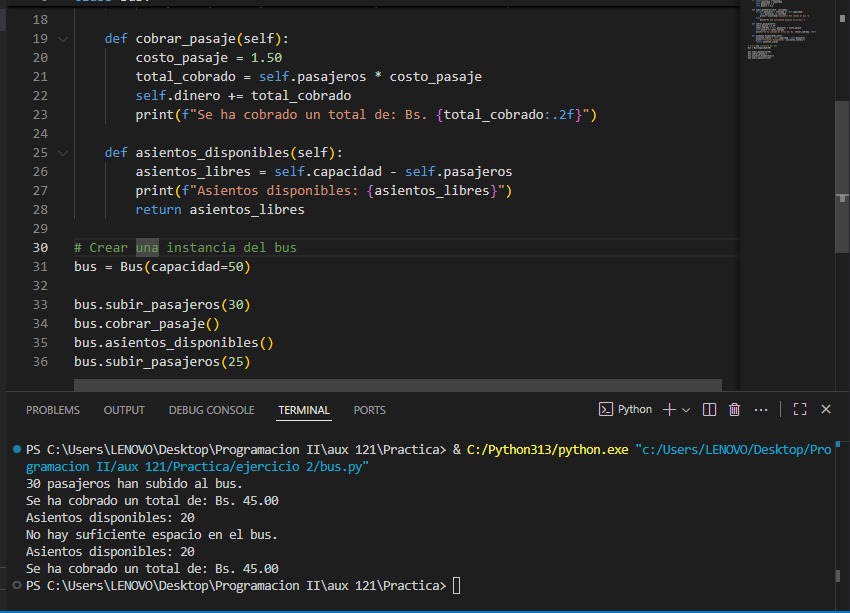 18
19 def cobrar_pasaje(self):
20 costo_pasaje = 1.50
21 total_cobrado = self.pasajeros * costo_pasaje
22 self.dinero += total_cobrado
23 print(f"Se ha cobrado un total de: Bs. {total_cobrado:.2f}")
24
25 def asientos_disponibles(self):
26 asientos_libres = self.capacidad - self.pasajeros
27 print(f"Asientos disponibles: {asientos_libres}")
28 return asientos_libres
29
30 # Crear una instancia del bus
31 bus = Bus(capacidad=50)
32
33 bus.subir_pasajeros(30)
34 bus.cobrar_pasaje()
35 bus.asientos_disponibles()
36 bus.subir_pasajeros(25)
PROBLEMS OUTPUT DEBUG CONSOLE TERMINAL PORTS Python
PS C:\Users\LENOVO\Desktop\Programacion II\aux 121\Practica> & C:/Python313/python.exe "c:/Users/LENOVO/Desktop/Pro
gramacion II/aux 121/Practica/ejercicio 2/bus.py"
30 pasajeros han subido al bus.
Se ha cobrado un total de: Bs. 45.00
Asientos disponibles: 20
No hay suficiente espacio en el bus.
Asientos disponibles: 20
Se ha cobrado un total de: Bs. 45.00
PS C:\Users\LENOVO\Desktop\Programacion II\aux 121\Practica>